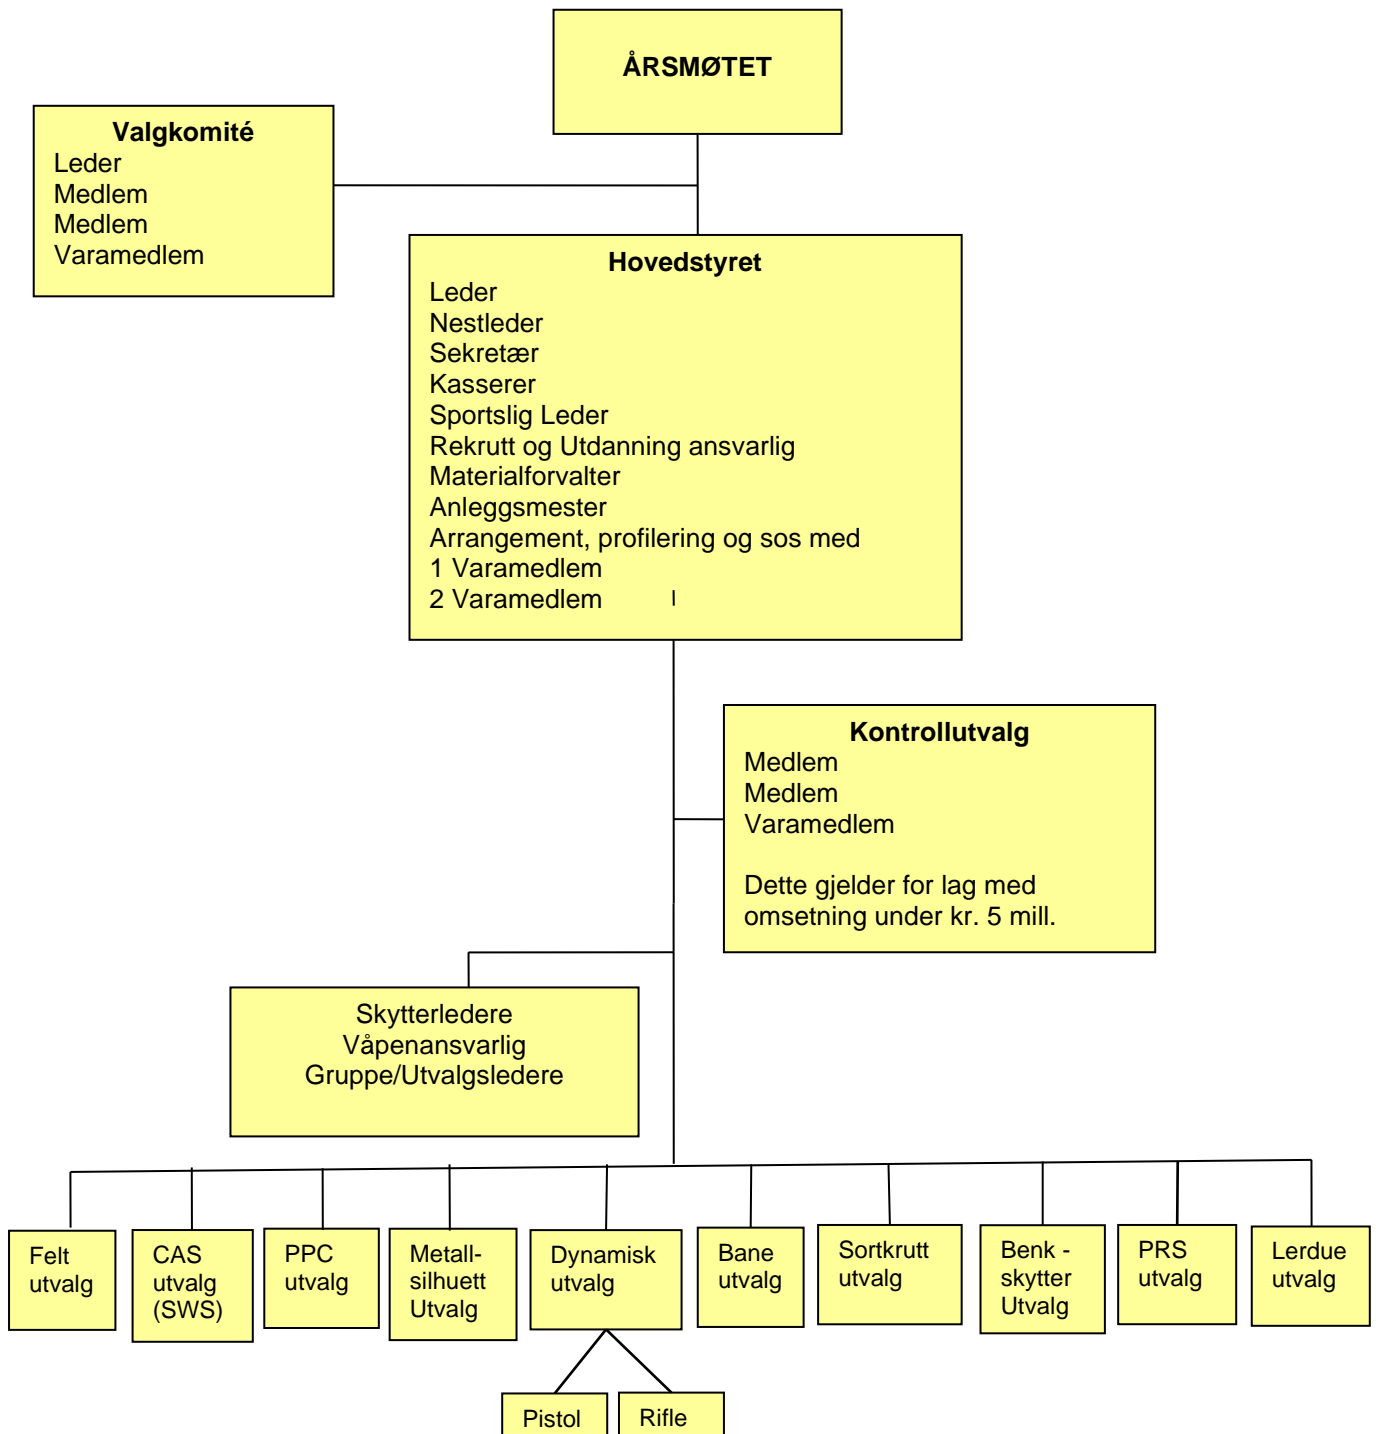 ÅRSMØTET
Valgkomité
Leder
Medlem
Medlem
Varamedlem
Hovedstyret
Leder
Nestleder
Sekretær
Kasserer
Sportslig Leder
Rekrutt og Utdanning ansvarlig
Materialforvalter
Anleggsmester
Arrangement, profilering og sos med
1 Varamedlem
2 Varamedlem
Kontrollutvalg
Medlem
Medlem
Varamedlem
Dette gjelder for lag med
omsetning under kr. 5 mill.
Skytterledere
Våpenansvarlig
Gruppe/Utvalgsledere
Felt
utvalg
CAS
utvalg
(SWS)
PPC
utvalg
Metall-
silhuett
Utvalg
Dynamisk
utvalg
Bane
utvalg
Sortkrutt
utvalg
Benk -
skytter
Utvalg
PRS
utvalg
Lerdue
utvalg
Pistol
Rifle